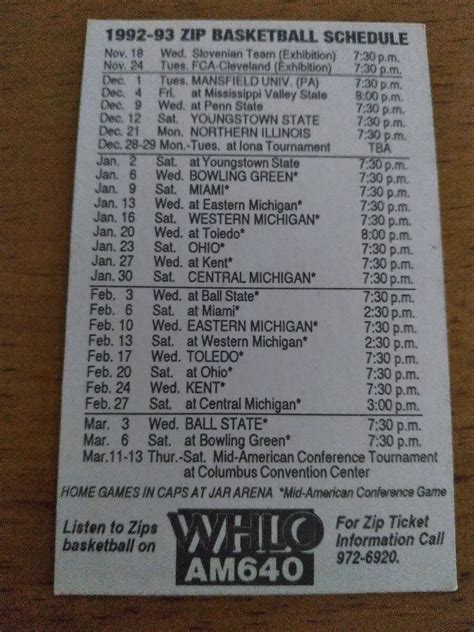 1992-93 ZIP BASKETBALL SCHEDULE
Nov. 18 Wed. Slovenian Team (Exhibition) 7:30 p.m.
Nov. 24 Tues. FCA-Cleveland (Exhibition) 7:30 p.m.
Dec. 1 Tues. MANSFIELD UNIV. (PA) 7:30 p.m.
Dec. 4 Fri. at Mississippi Valley State 8:00 p.m.
Dec. 9 Wed. at Penn State 7:30 p.m.
Dec. 12 Sat. YOUNGSTOWN STATE 7:30 p.m.
Dec. 21 Mon. NORTHERN ILLINOIS 7:30 p.m.
Dec. 28-29 Mon.-Tues. at Iona Tournament TBA
Jan. 2 Sat. at Youngstown State 7:30 p.m.
Jan. 6 Wed. BOWLING GREEN* 7:30 p.m.
Jan. 9 Sat. MIAMI* 7:30 p.m.
Jan. 13 Wed. at Eastern Michigan* 7:30 p.m.
Jan. 16 Sat. WESTERN MICHIGAN* 7:30 p.m.
Jan. 20 Wed. at Toledo* 8:00 p.m.
Jan. 23 Sat. OHIO* 7:30 p.m.
Jan. 27 Wed. at Kent* 7:30 p.m.
Jan. 30 Sat. CENTRAL MICHIGAN* 7:30 p.m.
Feb. 3 Wed. at Ball State* 7:30 p.m.
Feb. 6 Sat. at Miami* 2:30 p.m.
Feb. 10 Wed. EASTERN MICHIGAN* 7:30 p.m.
Feb. 13 Sat. at Western Michigan* 2:30 p.m.
Feb. 17 Wed. TOLEDO* 7:30 p.m.
Feb. 20 Sat. at Ohio* 7:30 p.m.
Feb. 24 Wed. KENT* 7:30 p.m.
Feb. 27 Sat. at Central Michigan* 3:00 p.m.
Mar. 3 Wed. BALL STATE* 7:30 p.m.
Mar. 6 Sat. at Bowling Green* 7:30 p.m.
Mar.11-13 Thur.-Sat. Mid-American Conference Tournament
at Columbus Convention Center
HOME GAMES IN CAPS AT JAR ARENA *Mid-American Conference Game
Listen to Zips
basketball on
WHLO
AM640
For Zip Ticket
Information Call
972-6920.